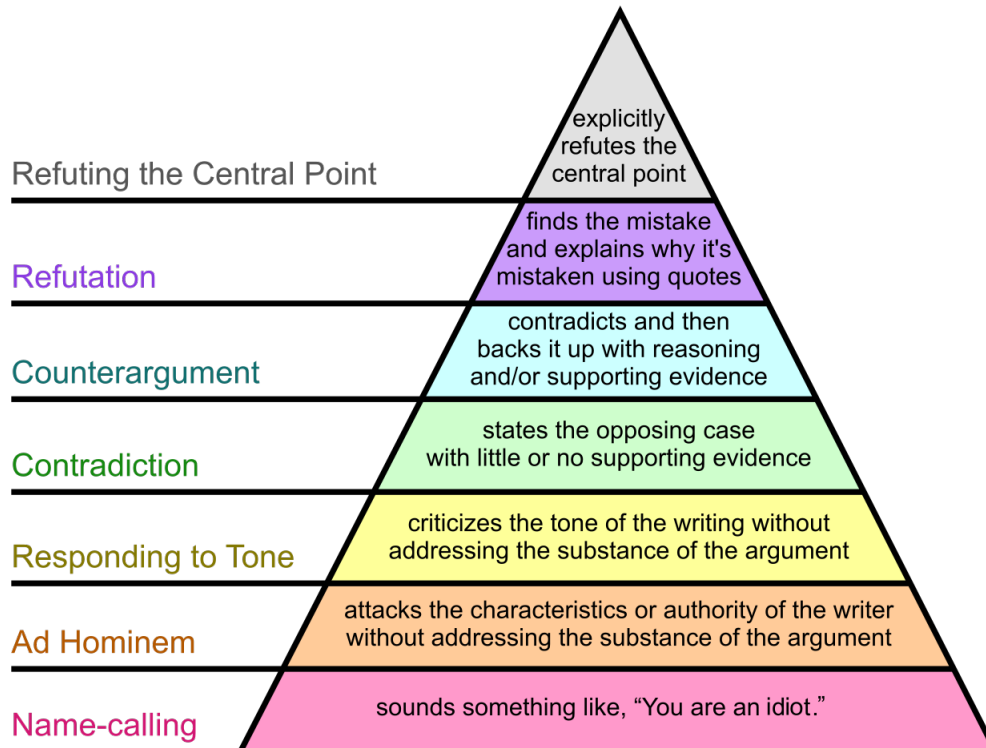 explicitly
refutes the
central point
Refuting the Central Point
finds the mistake
and explains why it's
mistaken using quotes
Refutation
contradicts and then
backs it up with reasoning
and/or supporting evidence
Counterargument
states the opposing case
with little or no supporting evidence
Contradiction
criticizes the tone of the writing without
addressing the substance of the argument
Responding to Tone
attacks the characteristics or authority of the writer
without addressing the substance of the argument
Ad Hominem
sounds something like, “You are an idiot.”
Name-calling